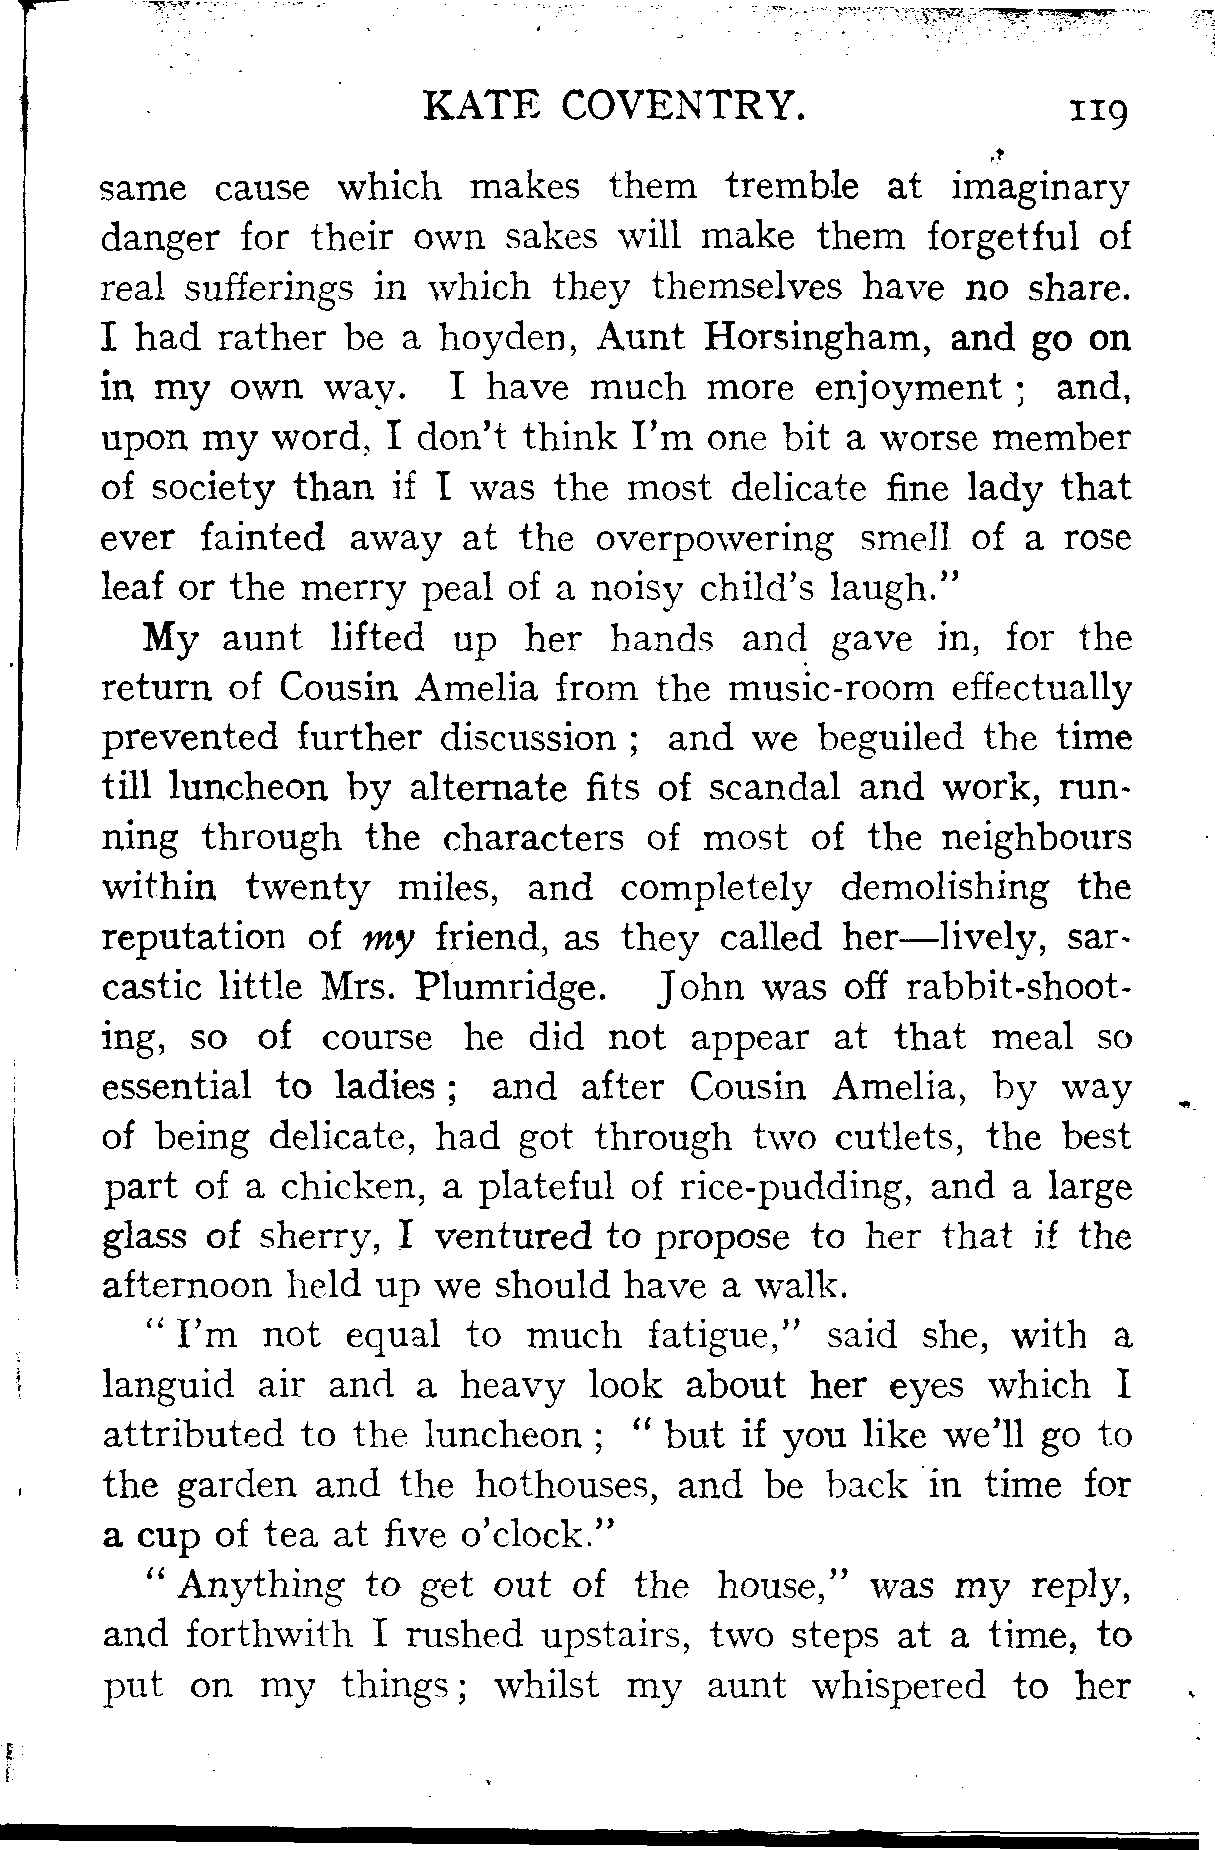 KATE COVENTRY. 119
same cause which makes them tremble at imaginary
danger for their own sakes will make them forgetful of
real sufferings in which they themselves have no share.
I had rather be a hoyden, Aunt Horsingham, and go on
in my own way. I have much more enjoyment ; and,
upon my word, I don't think I'm one bit a worse member
of society than if I was the most delicate fine lady that
ever fainted away at the overpowering smell of a rose
leaf or the merry peal of a noisy child's laugh."
My aunt lifted up her hands and gave in, for the
return of Cousin Amelia from the music-room effectually
prevented further discussion ; and we beguiled the time
till luncheon by alternate fits of scandal and work, run-
ning through the characters of most of the neighbours
within twenty miles, and completely demolishing the
reputation of my friend, as they called her—lively, sar-
castic little Mrs. Plumridge. John was off rabbit-shoot-
ing, so of course he did not appear at that meal so
essential to ladies ; and after Cousin Amelia, by way
of being delicate, had got through two cutlets, the best
part of a chicken, a plateful of rice-pudding, and a large
glass of sherry, I ventured to propose to her that if the
afternoon held up we should have a walk.
" I'm not equal to much fatigue," said she, with a
languid air and a heavy look about her eyes which I
attributed to the luncheon ; " but if you like we'll go to
the garden and the hothouses, and be back in time for
a cup of tea at five o'clock."
" Anything to get out of the house," was my reply,
and forthwith I rushed upstairs, two steps at a time, to
put on my things ; whilst my aunt whispered to her